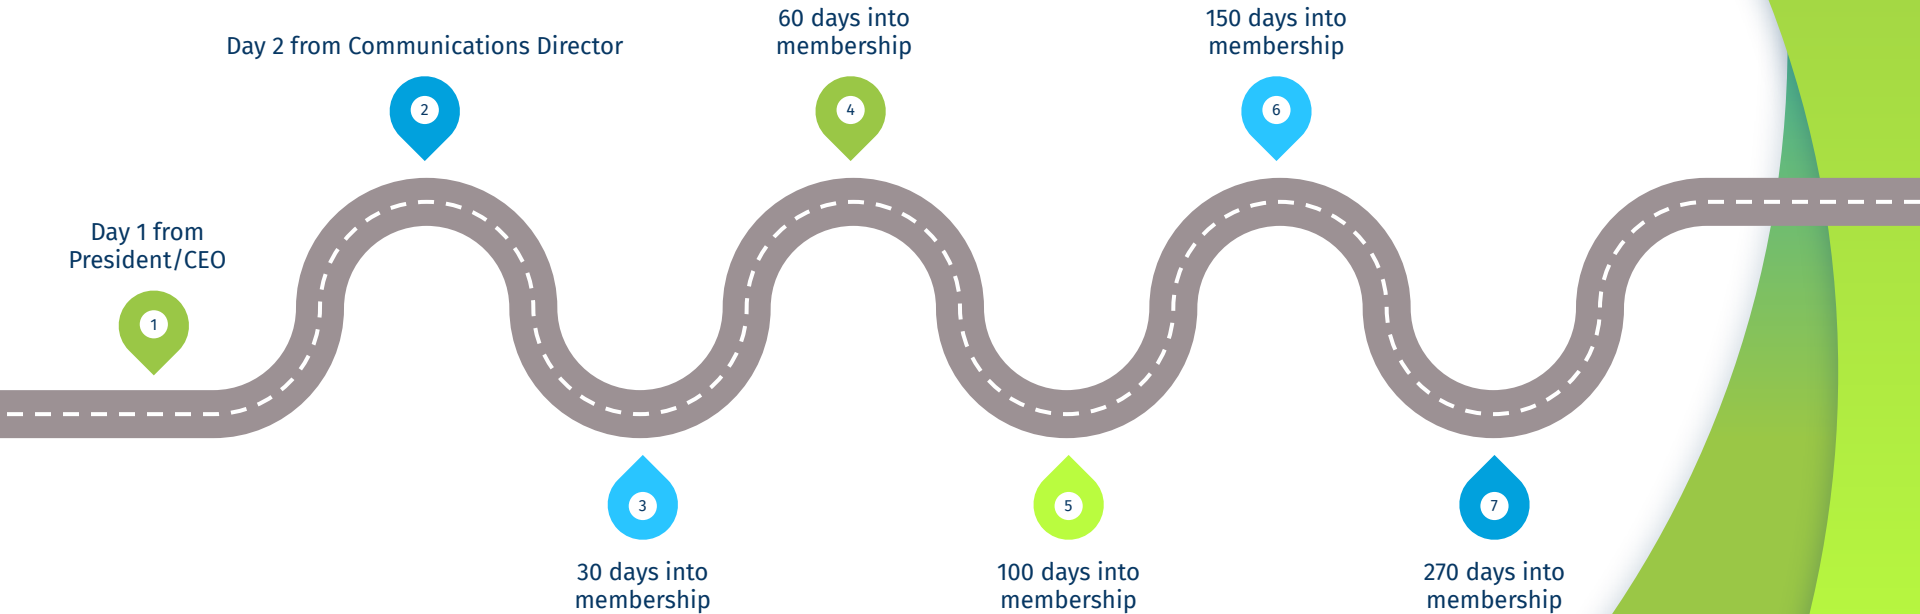 Day 1 from
President/CEO
1
Day 2 from Communications Director
2
3
30 days into
membership
60 days into
membership
4
5
100 days into
membership
150 days into
membership
6
7
270 days into
membership